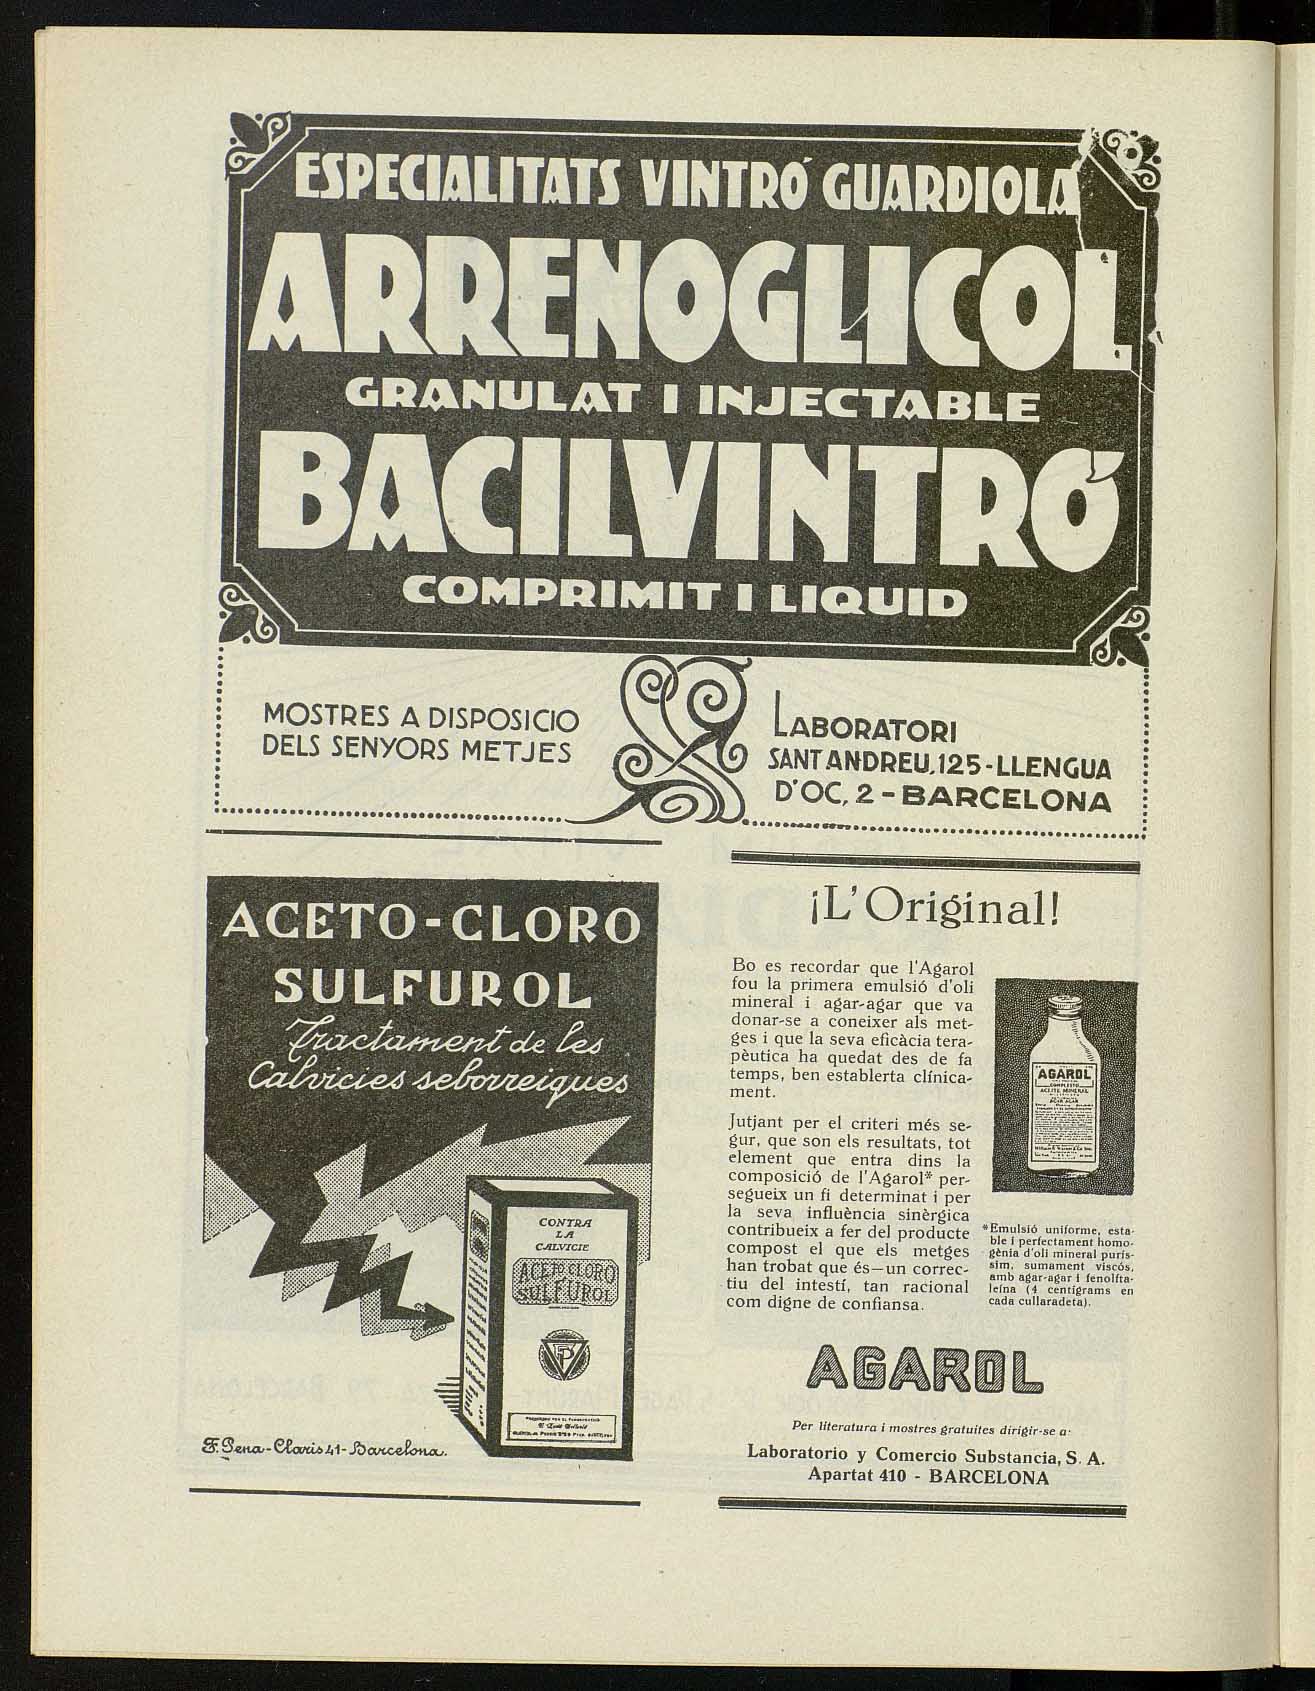 ESPECIALITATS VINTRÓ GUARDIOLA
ARRENOGLICOL
GRANULAT I INJECTABLE
BACILVINTRÓ
COMPRIMIT I LIQUID
MOSTRES A DISPOSICIO
DELS SENYORS METJES
LABORATORI
SANT ANDREU, 125 - LLENGUA
D'OC, 2 - BARCELONA
ACETO-CLORO
SULFUROL
Tractament de les
Calvicies seborreiques
CONTRA
LA
CALVICIE
ACETO CLORO
SULFUROL
F. Pena - Claris 41 - Barcelona.
¡L'Original!
Bo es recordar que l'Agarol
fou la primera emulsió d'oli
mineral i agar-agar que va
donar-se a coneixer als met-
ges i que la seva eficàcia tera-
pèutica ha quedat des de fa
temps, ben establerta clínica-
ment.
Jutjant per el criteri més se-
gur, que son els resultats, tot
element que entra dins la
composició de l'Agarol* per-
segueix un fi determinat i per
la seva influència sinèrgica
contribueix a fer del producte
compost el que els metges
han trobat que és—un correc-
tiu del intestí, tan racional
com digne de confiansa.
AGAROL
COMPUESTO
ACEITE MINERAL
AGAR-AGAR
*Emulsió uniforme, esta-
ble i perfectament homo-
gènia d'oli mineral purís-
sim, sumament viscós,
amb agar-agar i fenolfta-
leína (4 centígrams en
cada cullaradeta).
AGAROL
Per literatura i mostres gratuites dirigir-se a·
Laboratorio y Comercio Substancia, S. A.
Apartat 410 - BARCELONA